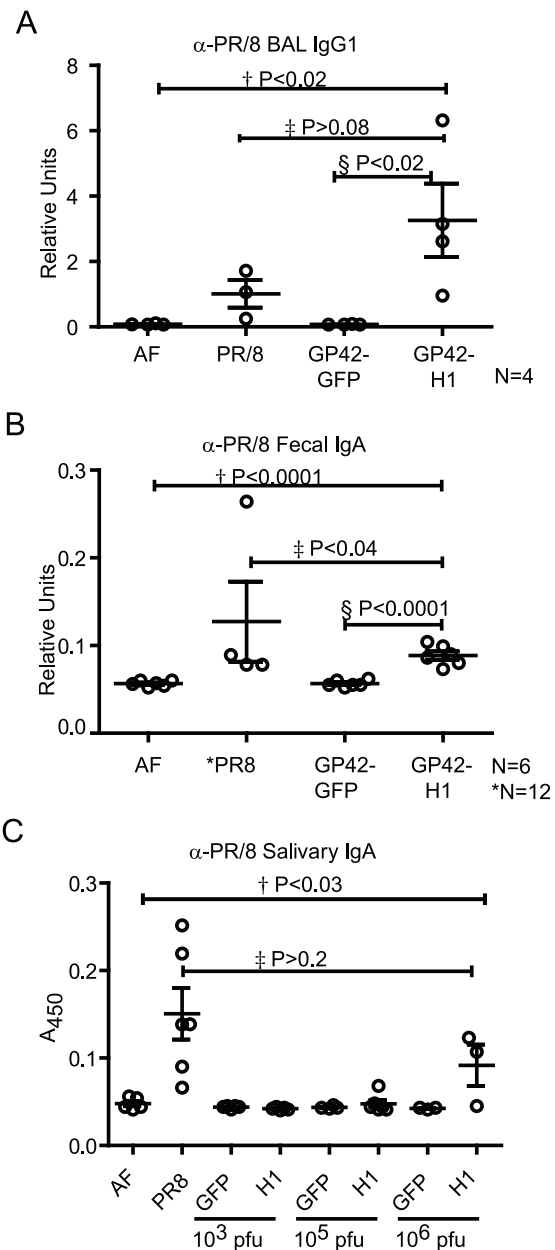 A
α-PR/8 BAL IgG1
† P<0.02
‡ P>0.08
§ P<0.02
Relative Units
8
6
4
2
0
AF PR/8 GP42-GFP GP42-H1 N=4
B
α-PR/8 Fecal IgA
† P<0.0001
‡ P<0.04
§ P<0.0001
Relative Units
0.3
0.2
0.1
0.0
AF *PR8 GP42-GFP GP42-H1 N=6
*N=12
C
α-PR/8 Salivary IgA
† P<0.03
‡ P>0.2
A450
0.3
0.2
0.1
0.0
AF PR8 GFP H1 GFP H1 GFP H1
10³ pfu 10⁵ pfu 10⁶ pfu